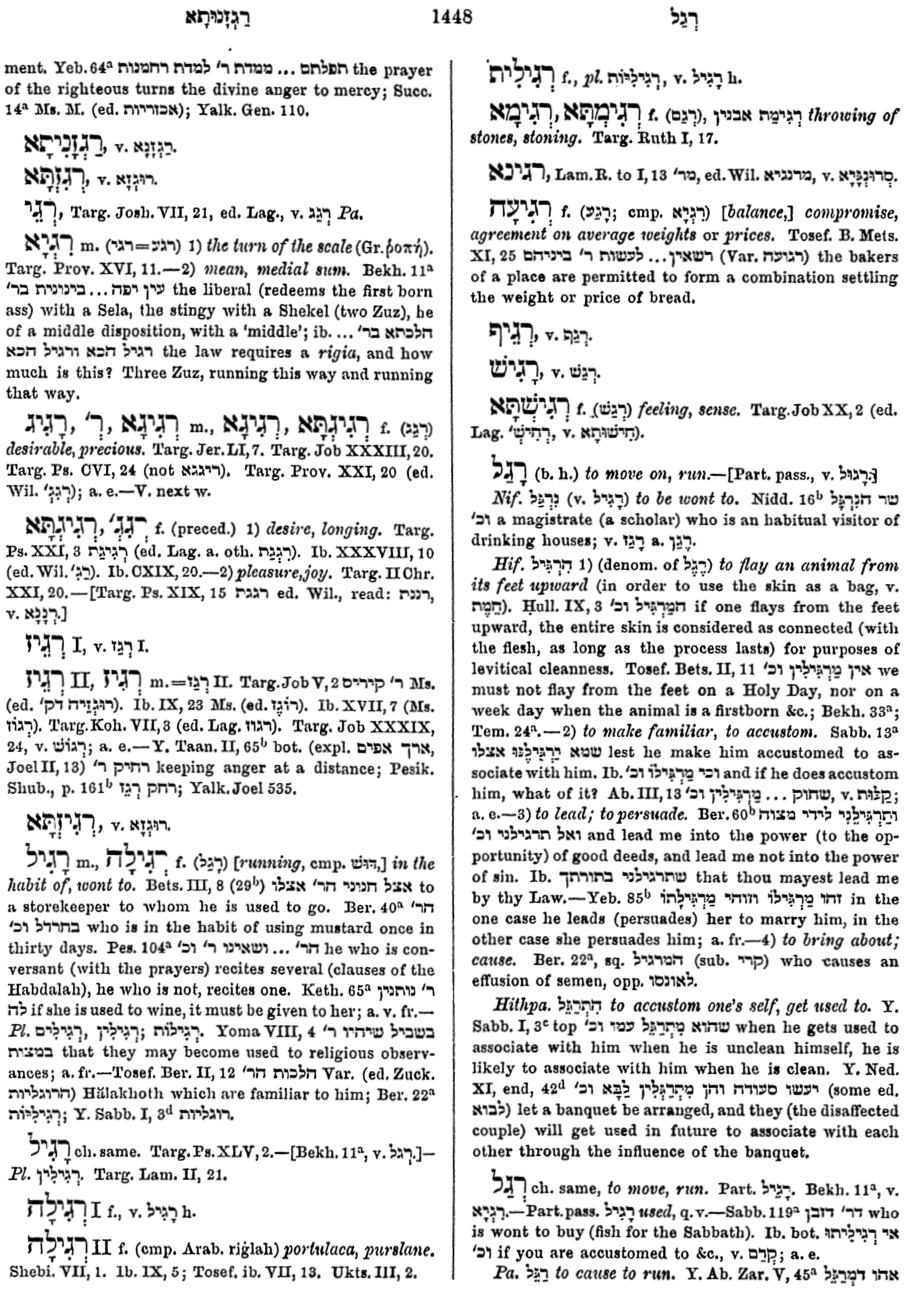 רַגְזָנוּתָא
1448
רְגַל
ment. Yeb. 64ᵃ תפלתם ... ממדת ר' למדת רחמנות the prayer
of the righteous turns the divine anger to mercy; Succ.
14ᵃ Ms. M. (ed. אכזריות); Yalk. Gen. 110.
רַגְזָנִיתָא, v. רַגְזָנָא.
רְגִזְתָּא, v. רוּגְזָא.
רְגֵי, Targ. Josh. VII, 21, ed. Lag., v. רְגַג Pa.
רִגְיָא m. (רגי=רגע) 1) the turn of the scale (Gr. ῥοπή).
Targ. Prov. XVI, 11.—2) mean, medial sum. Bekh. 11ᵃ
עין יפה ... בינונית בר' the liberal (redeems the first born
ass) with a Sela, the stingy with a Shekel (two Zuz), he
of a middle disposition, with a 'middle'; ib. ... הלכתא בר'
רגיל הכא ורגיל הכא the law requires a rigia, and how
much is this? Three Zuz, running this way and running
that way.
רָגִיג, רְ', רְגִיגָא m., רְגִיגָא, רְגִיגְתָּא f. (רְגַג)
desirable, precious. Targ. Jer. LI, 7. Targ. Job XXXIII, 20.
Targ. Ps. CVI, 24 (not רייגגא). Targ. Prov. XXI, 20 (ed.
Wil. רְגַגְ'); a. e.—V. next w.
רְגִיגְתָּא, רְגַגְ' f. (preced.) 1) desire, longing. Targ.
Ps. XXI, 3 רְגִיגַת (ed. Lag. a. oth. רְגַגַת). Ib. XXXVIII, 10
(ed. Wil. רְגַ'). Ib. CXIX, 20.—2) pleasure, joy. Targ. II Chr.
XXI, 20.—[Targ. Ps. XIX, 15 רגגת ed. Wil., read: רננת,
v. רְנָנָא.]
רְגִיז I, v. רְגַז I.
רְגִיז II, רְגֵיז m.=רְגַז II. Targ. Job V, 2 ר' קיריס Ms.
(ed. רוּגְזֵיהּ דק'). Ib. IX, 23 Ms. (ed. רוֹגֶז). Ib. XVII, 7 (Ms.
רְגוֹז). Targ. Koh. VII, 3 (ed. Lag. רגוז). Targ. Job XXXIX,
24, v. רְגוֹשׁ; a. e.—Y. Taan. II, 65ᵇ bot. (expl. ארך אפים,
Joel II, 13) רחיק ר' keeping anger at a distance; Pesik.
Shub., p. 161ᵇ רחק רְגַז; Yalk. Joel 535.
רְגִיזְתָּא, v. רוּגְזָא.
רָגִיל m., רְגִילָה f. (רָגַל) [running, cmp. דּוּשׁ,] in the
habit of, wont to. Bets. III, 8 (29ᵇ) אצל חנוני הר' אצלו to
a storekeeper to whom he is used to go. Ber. 40ᵃ הר'
בחרדל וכ' who is in the habit of using mustard once in
thirty days. Pes. 104ᵃ הר' ... ושאינו ר' וכ' he who is con-
versant (with the prayers) recites several (clauses of the
Habdalah), he who is not, recites one. Keth. 65ᵃ ר' נותנין
לה if she is used to wine, it must be given to her; a. v. fr.—
Pl. רְגִילִים, רְגִילִין; רְגִילוֹת. Yoma VIII, 4 בשביל שיהיו ר'
במצות that they may become used to religious observ-
ances; a. fr.—Tosef. Ber. II, 12 הלכות הר' Var. (ed. Zuck.
הרוגליות) Hălakhoth which are familiar to him; Ber. 22ᵃ
רְגִילִיּוֹת; Y. Sabb. I, 3ᵈ רוגליות.
רָגִיל ch. same. Targ. Ps. XLV, 2.—[Bekh. 11ᵃ, v. רְגַל.]—
Pl. רְגִילִין. Targ. Lam. II, 21.
רְגִילָה I f., v. רָגִיל h.
רְגִילָה II f. (cmp. Arab. riġlah) portulaca, purslane.
Shebi. VII, 1. Ib. IX, 5; Tosef. ib. VII, 13. Ukts. III, 2.
רְגִילִית f., pl. רְגִילִיּוֹת, v. רָגִיל h.
רְגִימָא, רְגִימְתָּא f. (רְגַם), רְגִימַת אבנין throwing of
stones, stoning. Targ. Ruth I, 17.
רגינא, Lam. R. to I, 13 מר', ed. Wil. מרנגיא, v. סְרוּנְגְּיָא.
רְגִיעָה f. (רָגַע; cmp. רִגְיָא) [balance,] compromise,
agreement on average weights or prices. Tosef. B. Mets.
XI, 25 רשאין ... לעשות ר' ביניהם (Var. רגועה) the bakers
of a place are permitted to form a combination settling
the weight or price of bread.
רְגֵיף, v. רְגַף.
רָגִישׁ, v. רְגַשׁ.
רְגִישְׁתָּא f. (רְגַשׁ) feeling, sense. Targ. Job XX, 2 (ed.
Lag. רְחִישְׁ', v. חִישׁוּתָא).
רָגַל (b. h.) to move on, run.—[Part. pass., v. רָגוּל.]
Nif. נִרְגַּל (v. רָגִיל) to be wont to. Nidd. 16ᵇ שר הנרגל
וכ' a magistrate (a scholar) who is an habitual visitor of
drinking houses; v. רָגַז a. רָגַן.
Hif. הִרְגִּיל 1) (denom. of רֶגֶל) to flay an animal from
its feet upward (in order to use the skin as a bag, v.
חֵמֶת). Ḥull. IX, 3 המרגיל וכ' if one flays from the feet
upward, the entire skin is considered as connected (with
the flesh, as long as the process lasts) for purposes of
levitical cleanness. Tosef. Bets. II, 11 אין מַרְגִּילִין וכ' we
must not flay from the feet on a Holy Day, nor on a
week day when the animal is a firstborn &c.; Bekh. 33ᵃ;
Tem. 24ᵃ.—2) to make familiar, to accustom. Sabb. 13ᵃ
שמא יַרְגִּילֶנּוּ אצלו lest he make him accustomed to as-
sociate with him. Ib. וכי מַרְגִּילוֹ וכ' and if he does accustom
him, what of it? Ab. III, 13 שחוק ... מַרְגִּילִין וכ', v. קַלּוּת;
a. e.—3) to lead; to persuade. Ber. 60ᵇ וְתַרְגִּילֵנִי לידי מצוה
ואל תרגילני וכ' and lead me into the power (to the op-
portunity) of good deeds, and lead me not into the power
of sin. Ib. שתרגילני בתורתך that thou mayest lead me
by thy Law.—Yeb. 85ᵇ זהו מַרְגִּילוֹ וזוהי מַרְגִּילָהּ in the
one case he leads (persuades) her to marry him, in the
other case she persuades him; a. fr.—4) to bring about;
cause. Ber. 22ᵃ, sq. המרגיל (sub. קרי) who causes an
effusion of semen, opp. לאונסו.
Hithpa. הִתְרַגֵּל to accustom one's self, get used to. Y.
Sabb. I, 3ᶜ top שהוא מִתְרַגֵּל עמו וכ' when he gets used to
associate with him when he is unclean himself, he is
likely to associate with him when he is clean. Y. Ned.
XI, end, 42ᵈ יעשו סעודה והן מִתְרַגְּלִין לָבֹא וכ' (some ed.
לבוא) let a banquet be arranged, and they (the disaffected
couple) will get used in future to associate with each
other through the influence of the banquet.
רְגַל ch. same, to move, run. Part. רָגֵיל. Bekh. 11ᵃ, v.
רִגְיָא.—Part. pass. רְגִיל used, q. v.—Sabb. 119ᵃ דר' דזבן who
is wont to buy (fish for the Sabbath). Ib. bot. אי רגיליתו
וכ' if you are accustomed to &c., v. קְדַם; a. e.
Pa. רַגֵּל to cause to run. Y. Ab. Zar. V, 45ᵃ אהו דמְרַגֵּל